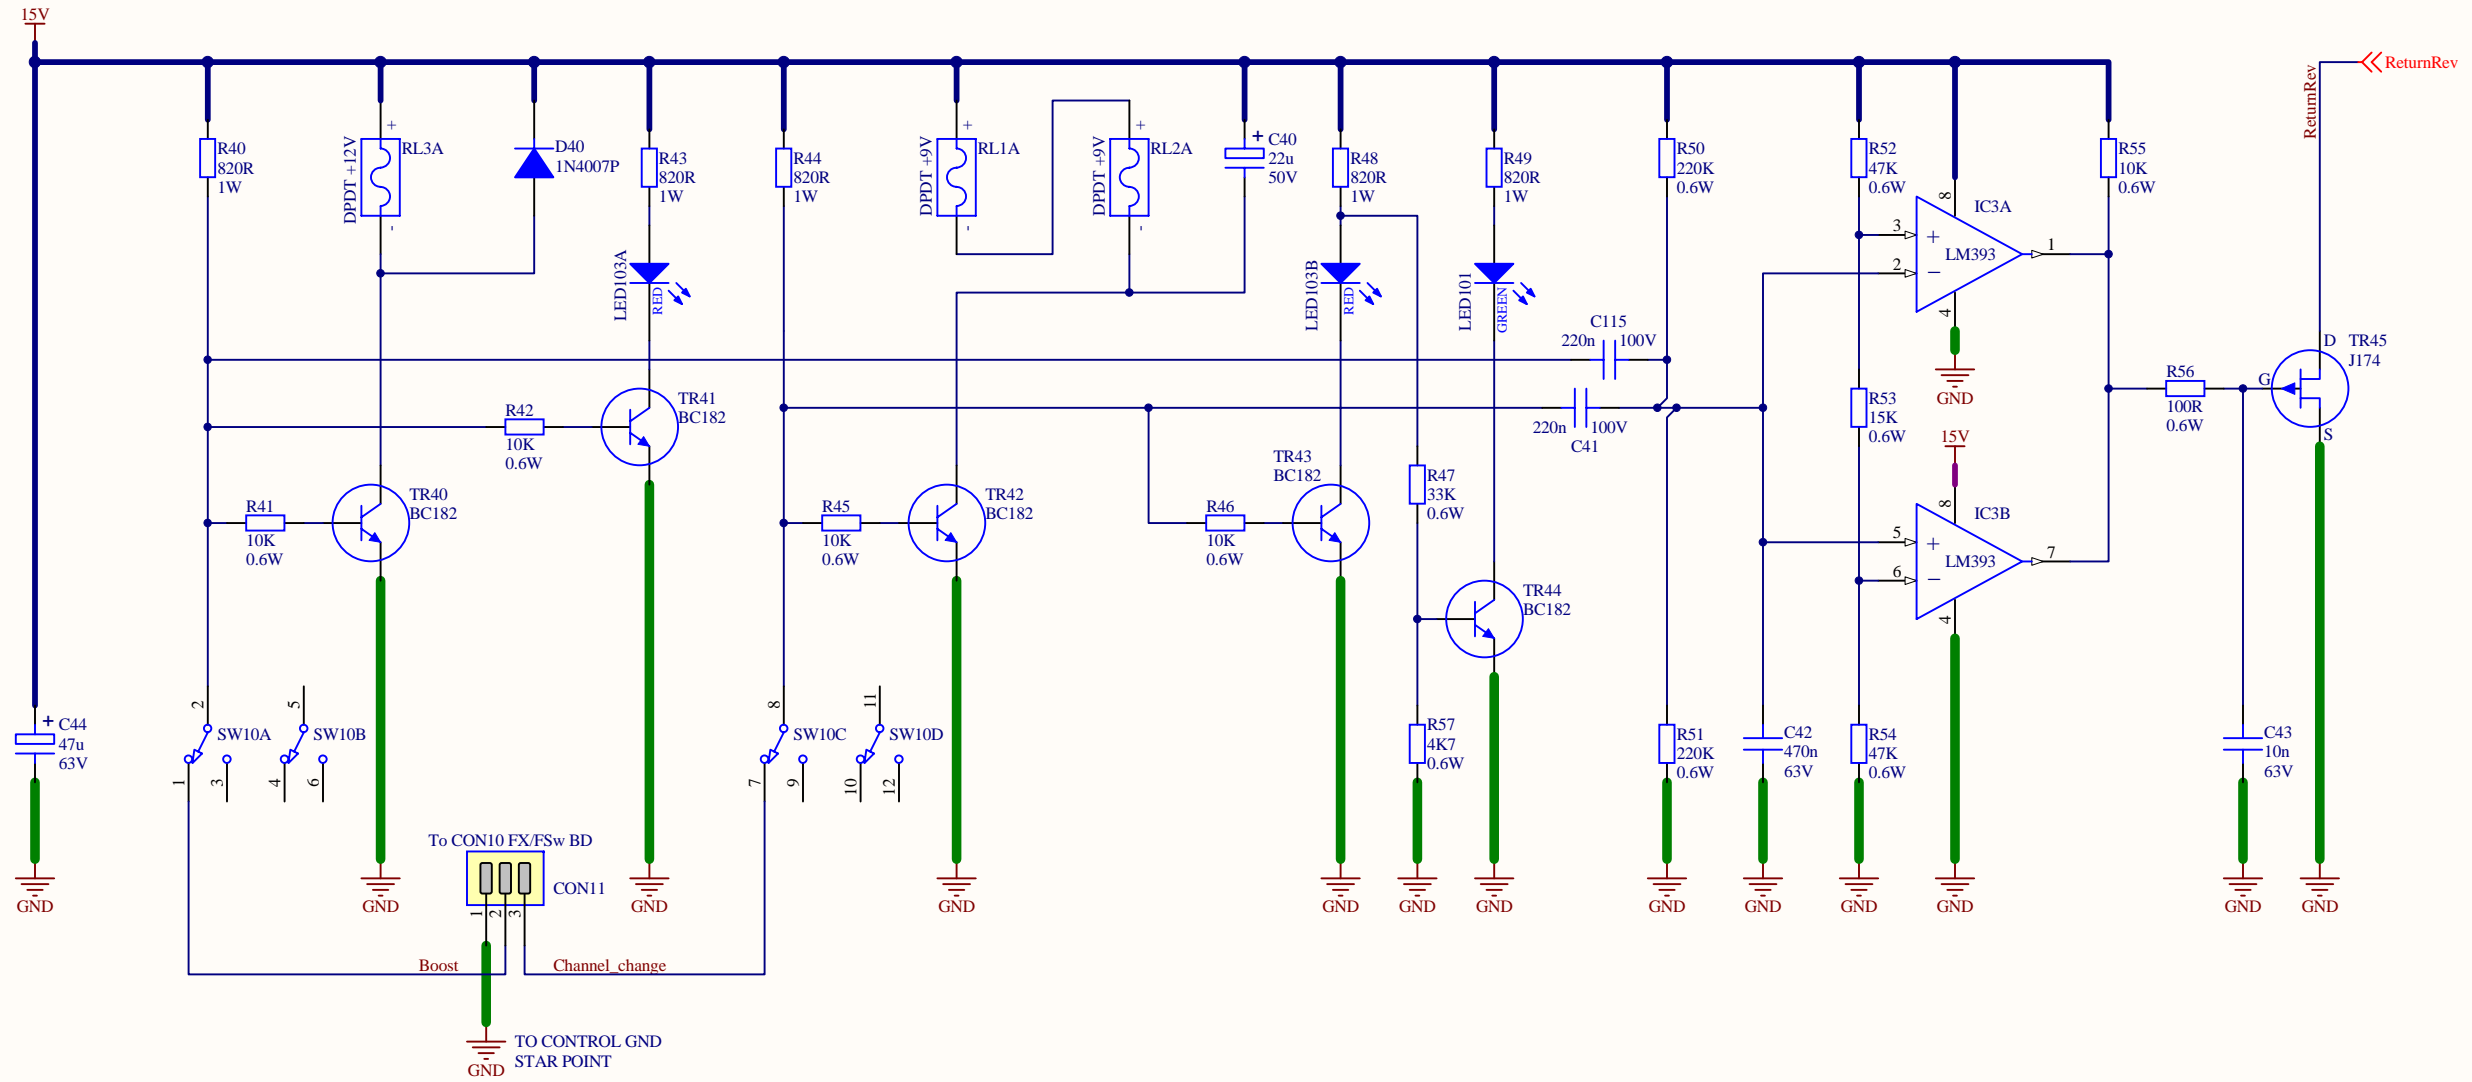 15V
ReturnRev
ReturnRev
R40
820R
1W
DPDT +12V
+
RL3A
-
D40
1N4007P
R43
820R
1W
LED103A
RED
R44
820R
1W
DPDT +9V
+
RL1A
-
DPDT +9V
+
RL2A
-
+
C40
22u
50V
R48
820R
1W
LED103B
RED
R49
820R
1W
LED101
GREEN
R50
220K
0.6W
R52
47K
0.6W
R55
10K
0.6W
8
IC3A
3
+
LM393
1
2
−
4
GND
C115
220n
100V
220n
100V
C41
D
TR45
J174
G
S
R56
100R
0.6W
R53
15K
0.6W
15V
TR41
BC182
R42
10K
0.6W
TR40
BC182
R41
10K
0.6W
TR42
BC182
R45
10K
0.6W
TR43
BC182
R46
10K
0.6W
R47
33K
0.6W
TR44
BC182
8
IC3B
5
+
LM393
7
6
−
4
+
C44
47u
63V
2
SW10A
1
3
5
SW10B
4
6
8
SW10C
7
9
11
SW10D
10
12
R57
4K7
0.6W
R51
220K
0.6W
C42
470n
63V
R54
47K
0.6W
C43
10n
63V
To CON10 FX/FSw BD
CON11
1
2
3
GND
GND
GND
GND
GND
GND
GND
GND
GND
GND
GND
GND
GND
Boost
Channel_change
TO CONTROL GND
STAR POINT
GND